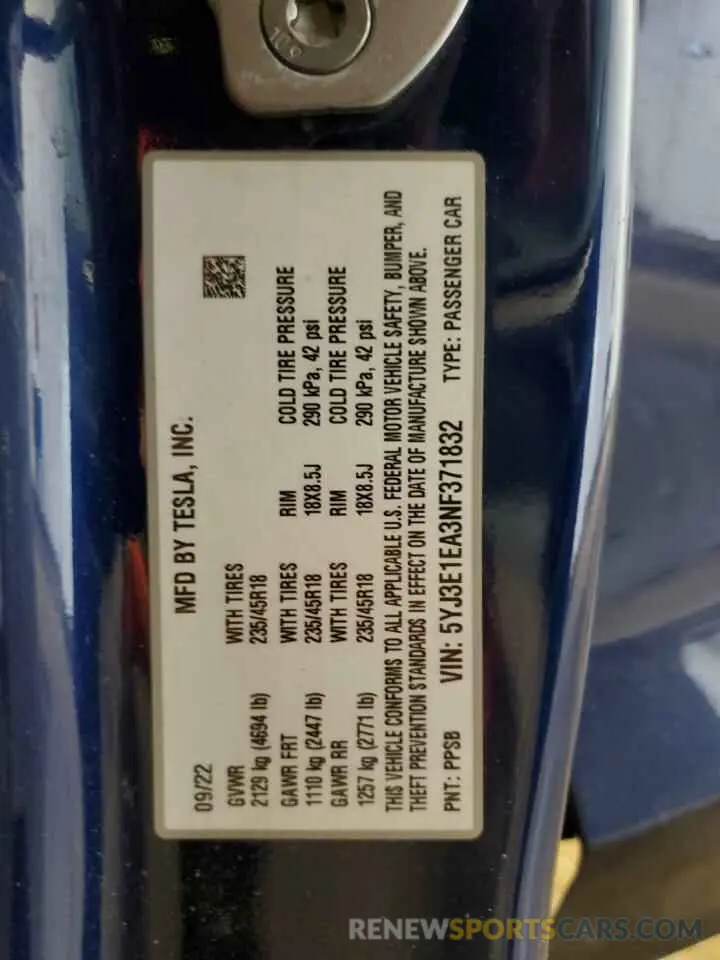 MFD BY TESLA, INC.
09/22
GVWR WITH TIRES
2129 kg (4694 lb) 235/45R18
GAWR FRT WITH TIRES RIM COLD TIRE PRESSURE
1110 kg (2447 lb) 235/45R18 18X8.5J 290 kPa, 42 psi
GAWR RR WITH TIRES RIM COLD TIRE PRESSURE
1257 kg (2771 lb) 235/45R18 18X8.5J 290 kPa, 42 psi
THIS VEHICLE CONFORMS TO ALL APPLICABLE U.S. FEDERAL MOTOR VEHICLE SAFETY, BUMPER, AND
THEFT PREVENTION STANDARDS IN EFFECT ON THE DATE OF MANUFACTURE SHOWN ABOVE.
PNT: PPSB VIN: 5YJ3E1EA3NF371832 TYPE: PASSENGER CAR
RENEWSPORTSCARS.COM